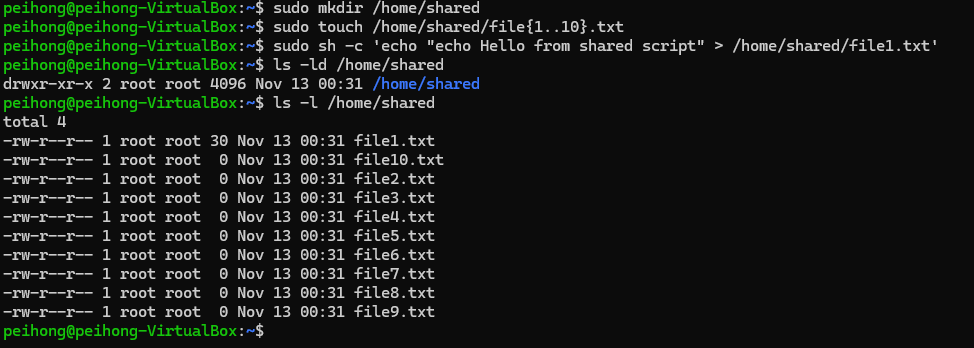 peihong@peihong-VirtualBox:~$ sudo mkdir /home/shared
peihong@peihong-VirtualBox:~$ sudo touch /home/shared/file{1..10}.txt
peihong@peihong-VirtualBox:~$ sudo sh -c 'echo "echo Hello from shared script" > /home/shared/file1.txt'
peihong@peihong-VirtualBox:~$ ls -ld /home/shared
drwxr-xr-x 2 root root 4096 Nov 13 00:31 /home/shared
peihong@peihong-VirtualBox:~$ ls -l /home/shared
total 4
-rw-r--r-- 1 root root 30 Nov 13 00:31 file1.txt
-rw-r--r-- 1 root root  0 Nov 13 00:31 file10.txt
-rw-r--r-- 1 root root  0 Nov 13 00:31 file2.txt
-rw-r--r-- 1 root root  0 Nov 13 00:31 file3.txt
-rw-r--r-- 1 root root  0 Nov 13 00:31 file4.txt
-rw-r--r-- 1 root root  0 Nov 13 00:31 file5.txt
-rw-r--r-- 1 root root  0 Nov 13 00:31 file6.txt
-rw-r--r-- 1 root root  0 Nov 13 00:31 file7.txt
-rw-r--r-- 1 root root  0 Nov 13 00:31 file8.txt
-rw-r--r-- 1 root root  0 Nov 13 00:31 file9.txt
peihong@peihong-VirtualBox:~$